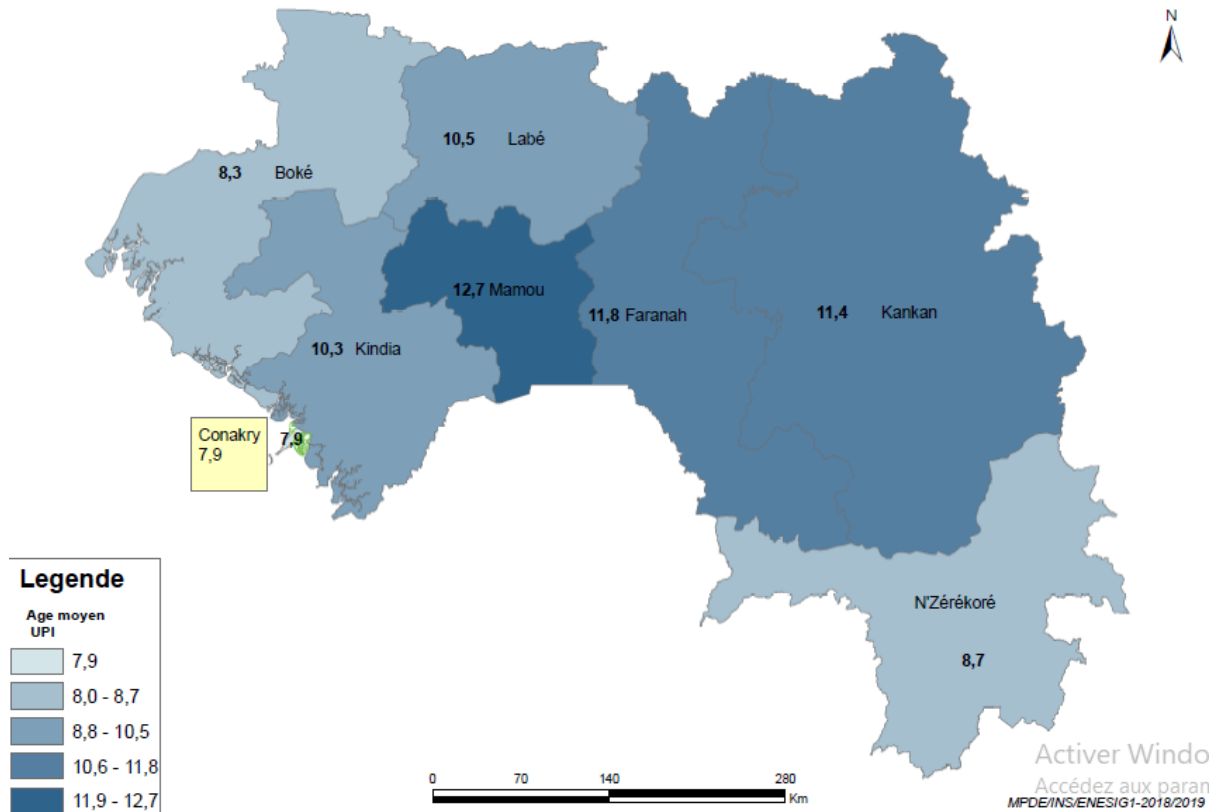 N
10,5 Labé
8,3 Boké
12,7 Mamou
11,8 Faranah
11,4 Kankan
10,3 Kindia
Conakry
7,9
7,9
N'Zérékoré
8,7
Legende
Age moyen
UPI
7,9
8,0 - 8,7
8,8 - 10,5
10,6 - 11,8
11,9 - 12,7
0 70 140 280
Km
Activer Windo
Accédez aux param
MPDE/INS/ENESIG1-2018/2019